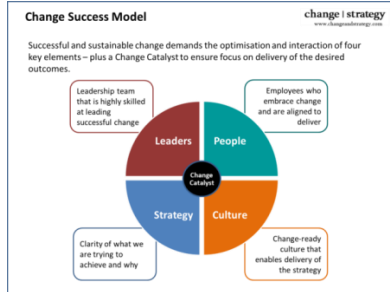 Change Success Model
change | strategy
www.changeandstrategy.com
Successful and sustainable change demands the optimisation and interaction of four
key elements – plus a Change Catalyst to ensure focus on delivery of the desired
outcomes.
Leadership team
that is highly skilled
at leading
successful change
Employees who
embrace change
and are aligned to
deliver
Leaders
People
Change
Catalyst
Strategy
Culture
Clarity of what we
are trying to
achieve and why
Change-ready
culture that
enables delivery of
the strategy